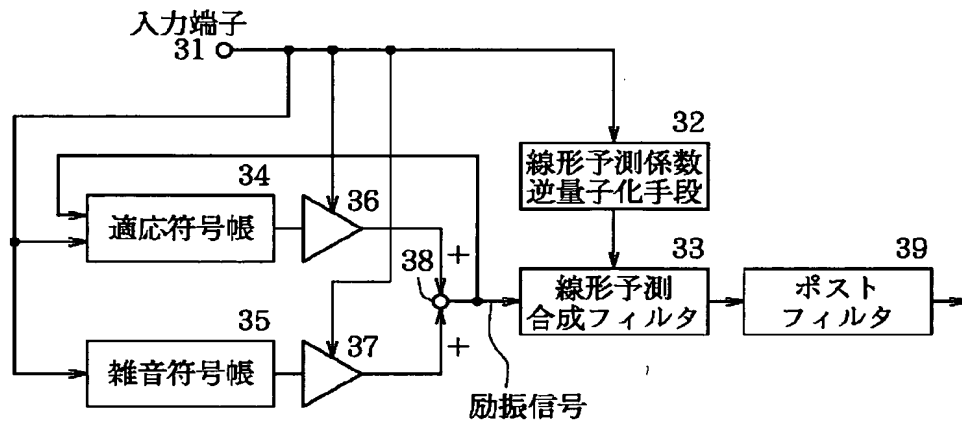 入力端子
31
32
線形予測係数
逆量子化手段
34
適応符号帳
36
+
38
33
線形予測
合成フィルタ
39
ポスト
フィルタ
35
雑音符号帳
37
+
励振信号